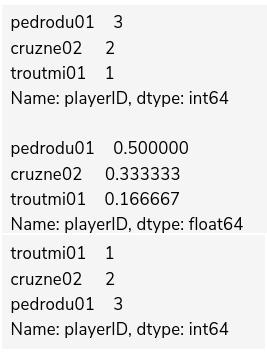 pedrodu01 3
cruzne02 2
troutmi01 1
Name: playerID, dtype: int64
pedrodu01 0.500000
cruzne02 0.333333
troutmi01 0.166667
Name: playerID, dtype: float64
troutmi01 1
cruzne02 2
pedrodu01 3
Name: playerID, dtype: int64